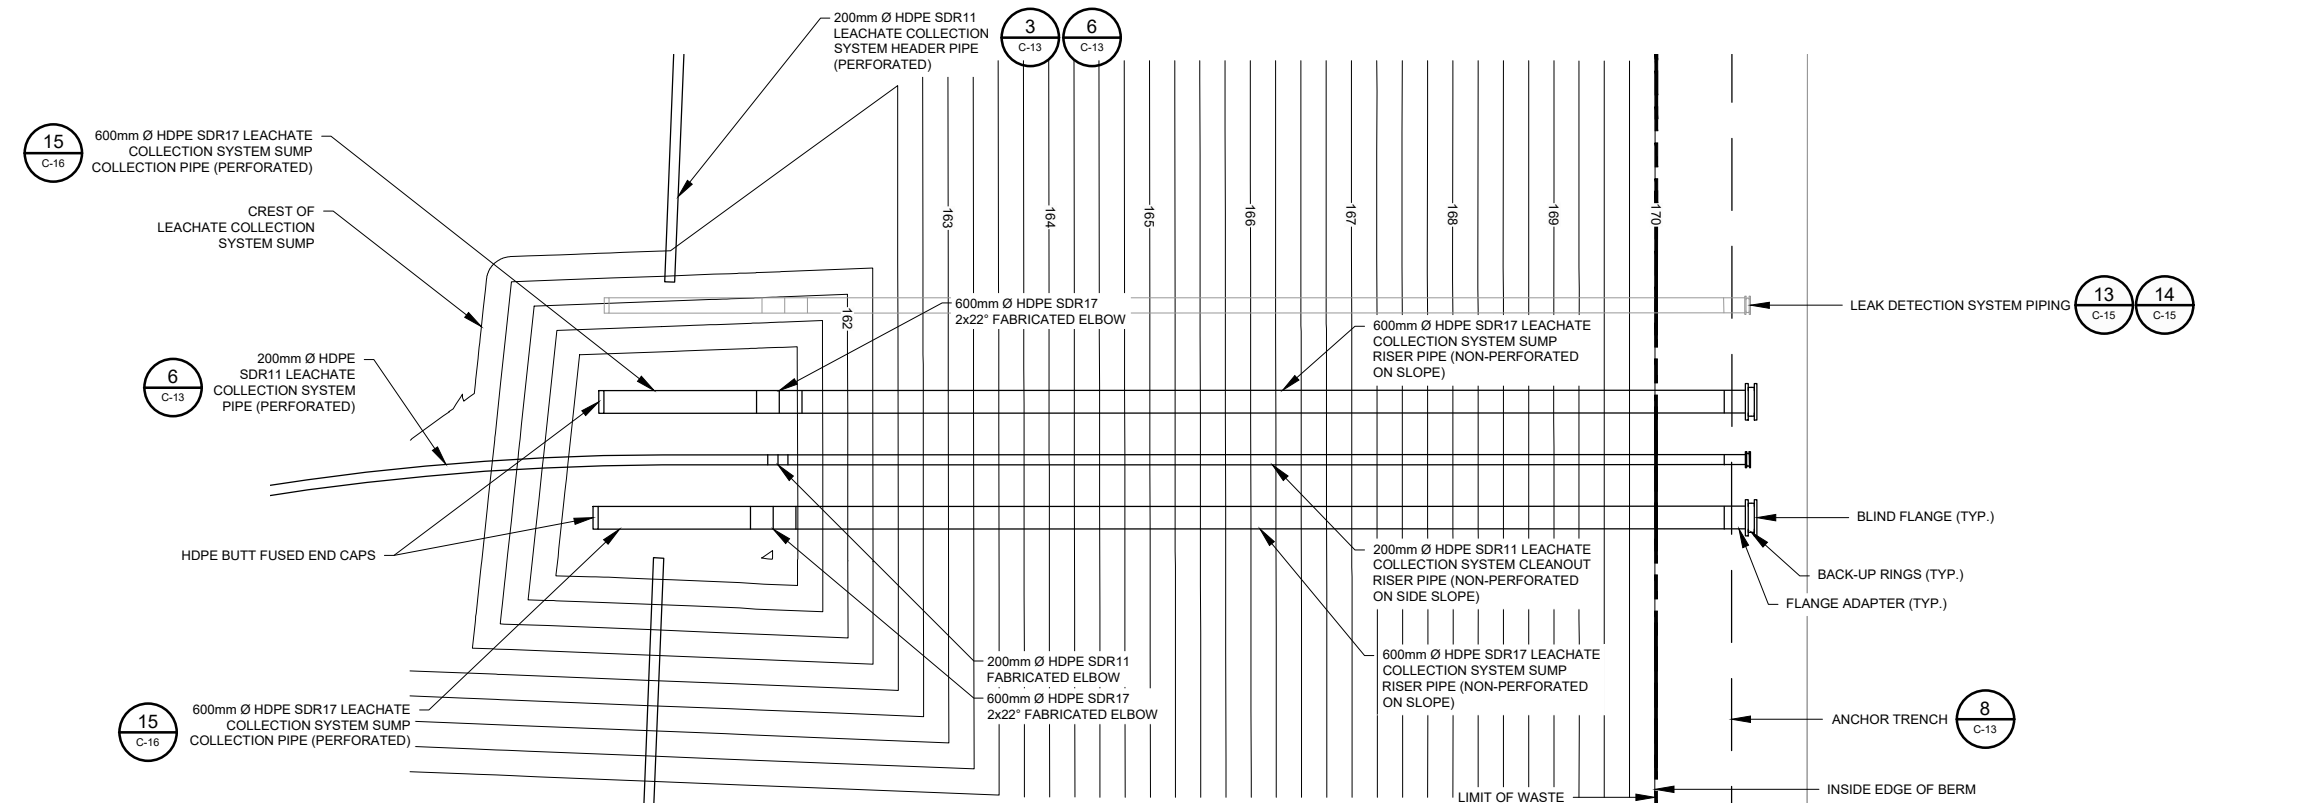 200mm Ø HDPE SDR11
LEACHATE COLLECTION
SYSTEM HEADER PIPE
(PERFORATED)
3
C-13
6
C-13
15
C-16
600mm Ø HDPE SDR17 LEACHATE
COLLECTION SYSTEM SUMP
COLLECTION PIPE (PERFORATED)
CREST OF
LEACHATE COLLECTION
SYSTEM SUMP
163
164
165
166
167
168
169
170
162
600mm Ø HDPE SDR17
2x22° FABRICATED ELBOW
600mm Ø HDPE SDR17 LEACHATE
COLLECTION SYSTEM SUMP
RISER PIPE (NON-PERFORATED
ON SLOPE)
LEAK DETECTION SYSTEM PIPING
13
C-15
14
C-15
6
C-13
200mm Ø HDPE
SDR11 LEACHATE
COLLECTION SYSTEM
PIPE (PERFORATED)
HDPE BUTT FUSED END CAPS
200mm Ø HDPE SDR11 LEACHATE
COLLECTION SYSTEM CLEANOUT
RISER PIPE (NON-PERFORATED
ON SIDE SLOPE)
BLIND FLANGE (TYP.)
BACK-UP RINGS (TYP.)
FLANGE ADAPTER (TYP.)
200mm Ø HDPE SDR11
FABRICATED ELBOW
600mm Ø HDPE SDR17
2x22° FABRICATED ELBOW
600mm Ø HDPE SDR17 LEACHATE
COLLECTION SYSTEM SUMP
RISER PIPE (NON-PERFORATED
ON SLOPE)
15
C-16
600mm Ø HDPE SDR17 LEACHATE
COLLECTION SYSTEM SUMP
COLLECTION PIPE (PERFORATED)
ANCHOR TRENCH
8
C-13
INSIDE EDGE OF BERM
LIMIT OF WASTE